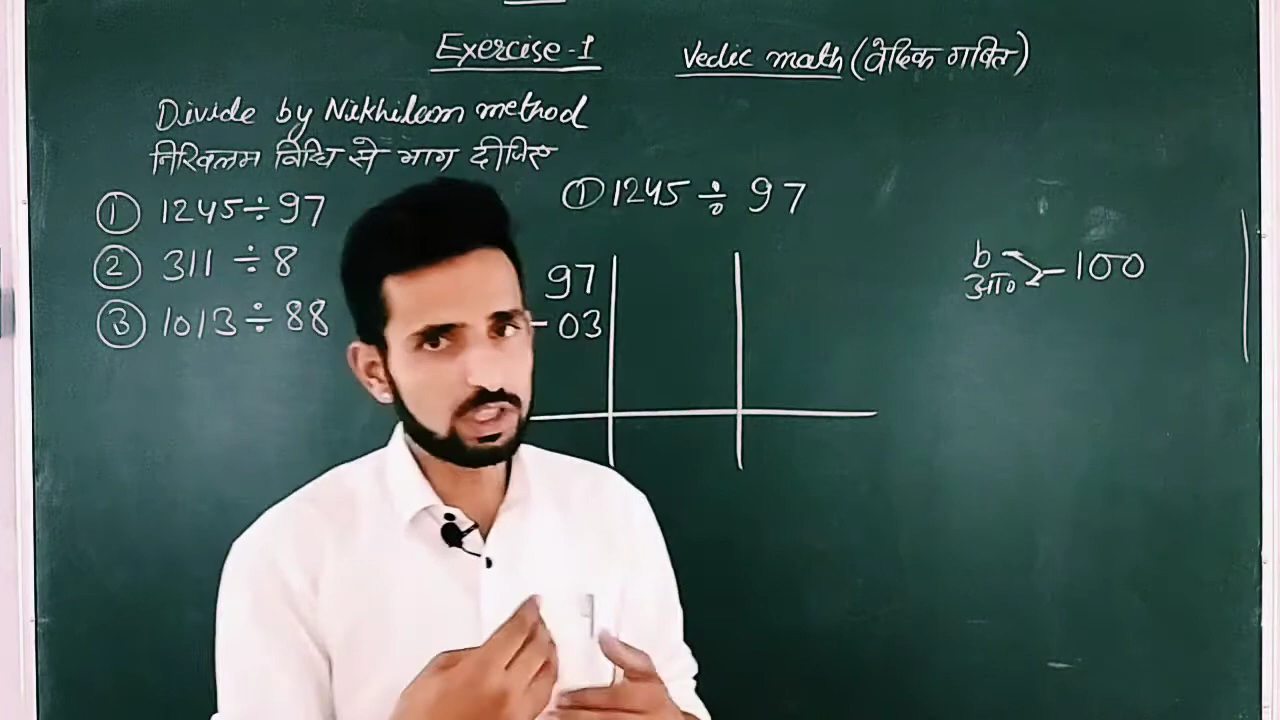 Exercise-1
Vedic math (वैदिक गणित)
Divide by Nikhilam method
निखिलम विधि से भाग दीजिए
① 1245÷97
② 311 ÷8
③ 1013÷88
① 1245 ÷ 97
97
03
b
आ०
100